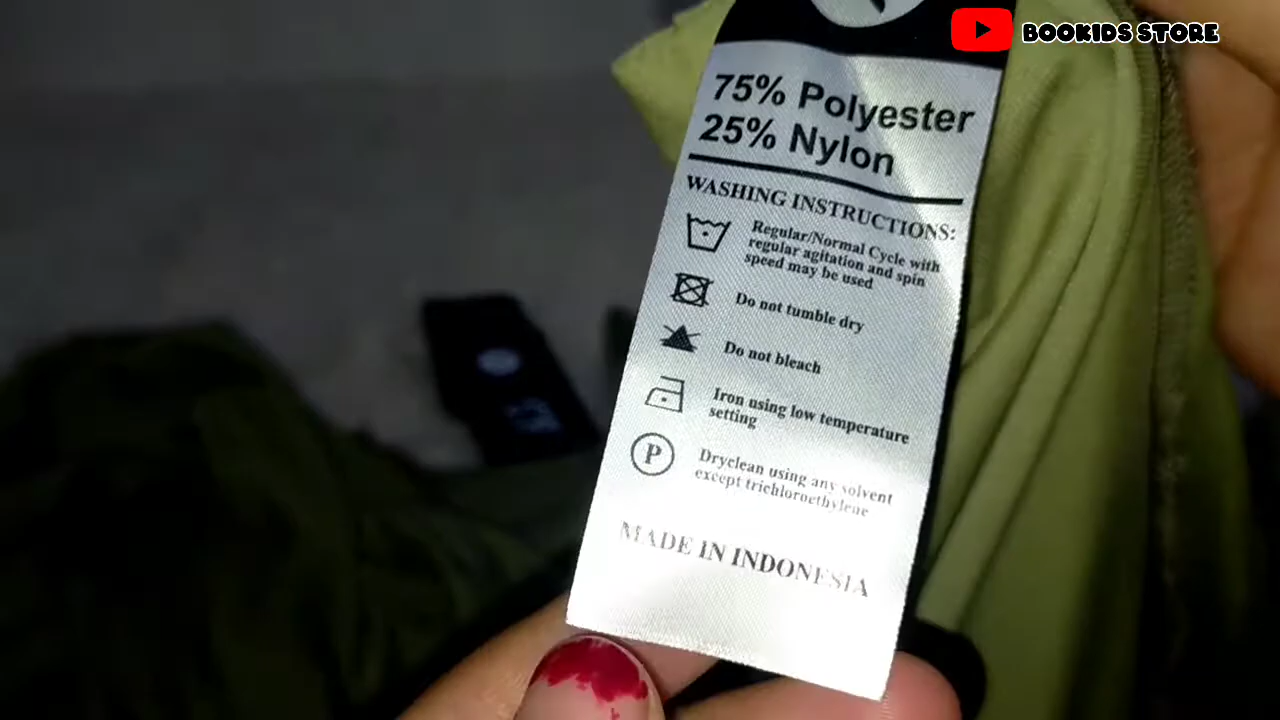 BOOKIDS STORE
75% Polyester
25% Nylon
WASHING INSTRUCTIONS:
Regular/Normal Cycle with
regular agitation and spin
speed may be used
Do not tumble dry
Do not bleach
Iron using low temperature
setting
P
Dryclean using any solvent
except trichloroethylene
MADE IN INDONESIA